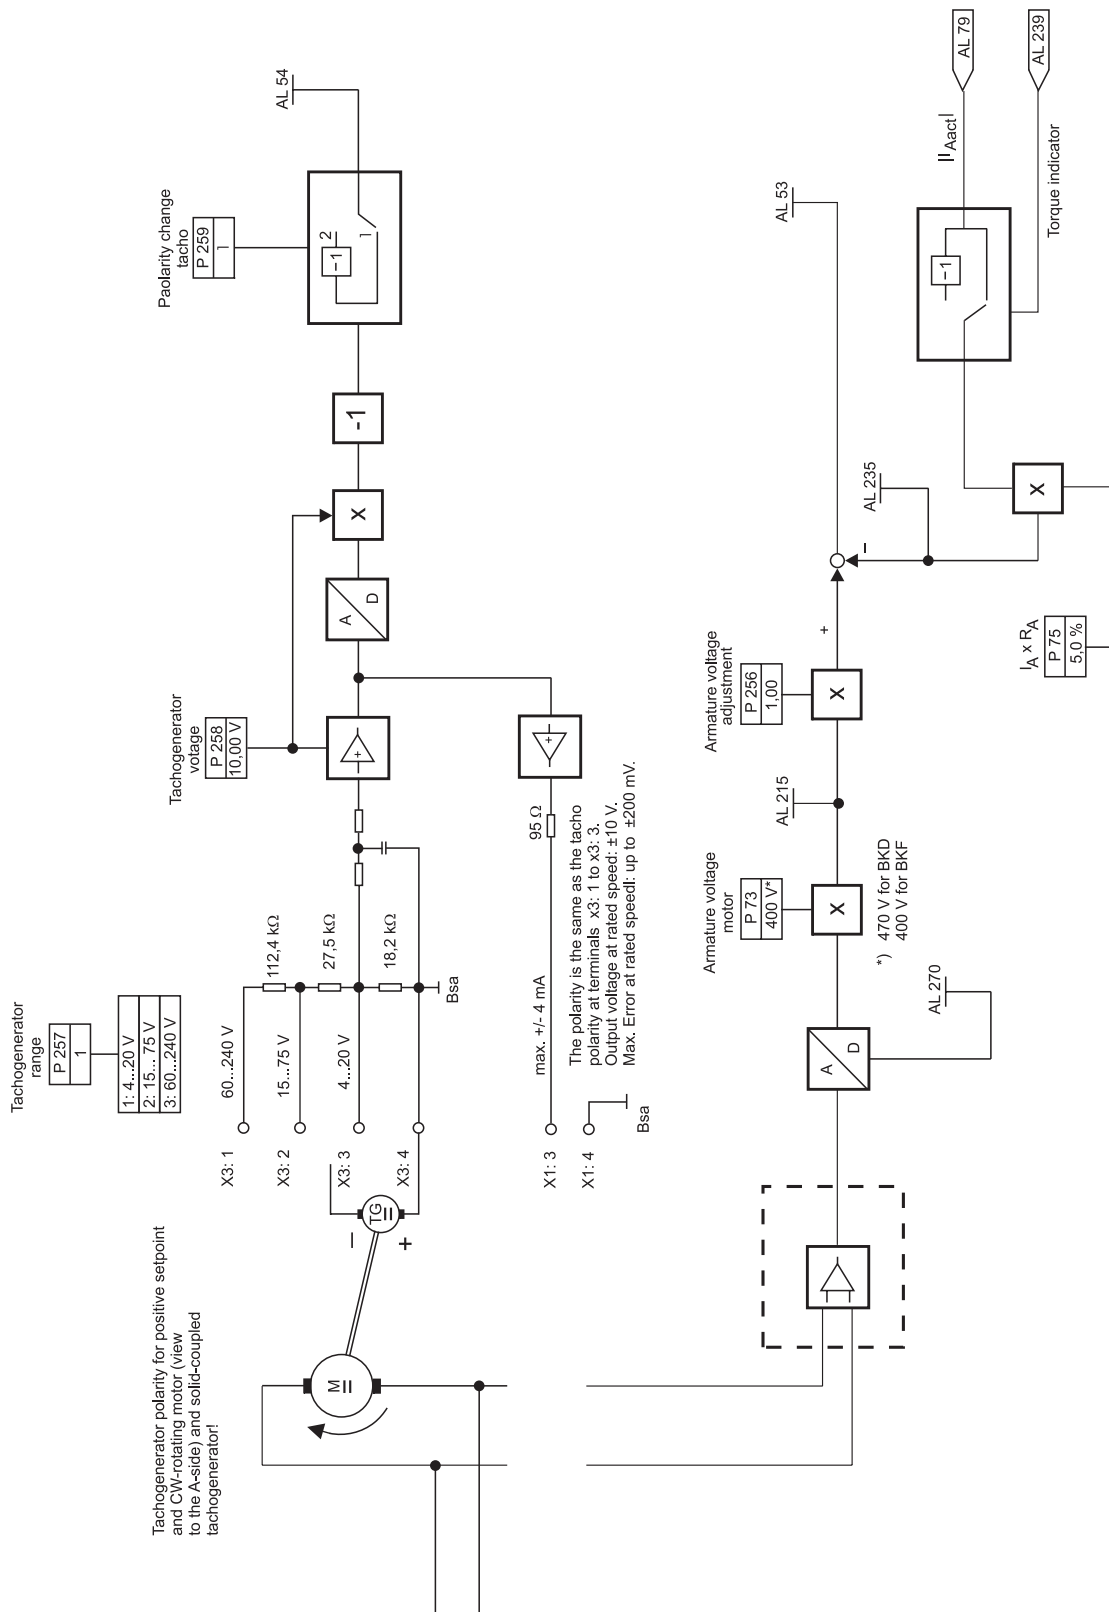 Tachogenerator polarity for positive setpoint
and CW-rotating motor (view
to the A-side) and solid-coupled
tachogenerator!
M
TG
−
+
Tachogenerator
range
P 257
1
1: 4...20 V
2: 15...75 V
3: 60...240 V
X3: 1
X3: 2
X3: 3
X3: 4
60...240 V
15...75 V
4...20 V
112,4 kΩ
27,5 kΩ
18,2 kΩ
Bsa
Tachogenerator
votage
P 258
10,00 V
+
A
D
X
-1
Paolarity change
tacho
P 259
1
−1
2
1
AL 54
X1: 3
X1: 4
max. +/- 4 mA
95 Ω
+
Bsa
The polarity is the same as the tacho
polarity at terminals x3: 1 to x3: 3.
Output voltage at rated speed: ±10 V.
Max. Error at rated speedl: up to ±200 mV.
A
D
AL 270
Armature voltage
motor
P 73
400 V*
X
*) 470 V for BKD
400 V for BKF
AL 215
Armature voltage
adjustment
P 256
1,00
X
+
−
AL 53
AL 235
I_A x R_A
P 75
5,0 %
X
−1
|I_Aact|
AL 79
Torque indicator
AL 239